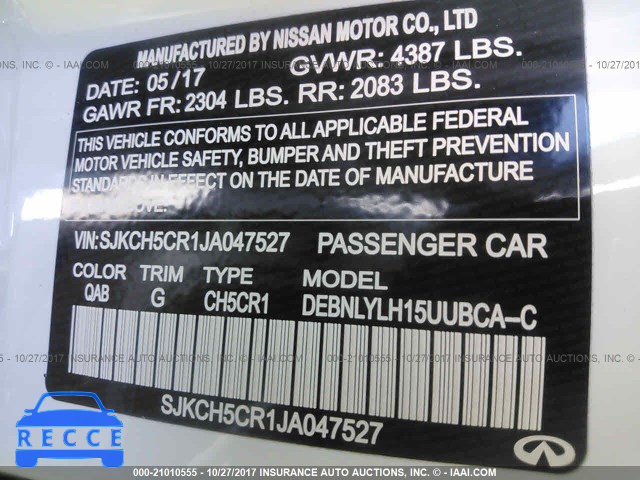 MANUFACTURED BY NISSAN MOTOR CO., LTD
DATE: 05/17 GVWR: 4387 LBS.
GAWR FR: 2304 LBS. RR: 2083 LBS.
THIS VEHICLE CONFORMS TO ALL APPLICABLE FEDERAL
MOTOR VEHICLE SAFETY, BUMPER AND THEFT PREVENTION
STANDARDS IN EFFECT ON THE DATE OF MANUFACTURE
ABOVE.
VIN:SJKCH5CR1JA047527 PASSENGER CAR
COLOR TRIM TYPE MODEL
QAB G CH5CR1 DEBNLYLH15UUBCA-C
SJKCH5CR1JA047527
RECCE
000-21010555 - 10/27/2017 INSURANCE AUTO AUCTIONS, INC. - IAAI.COM